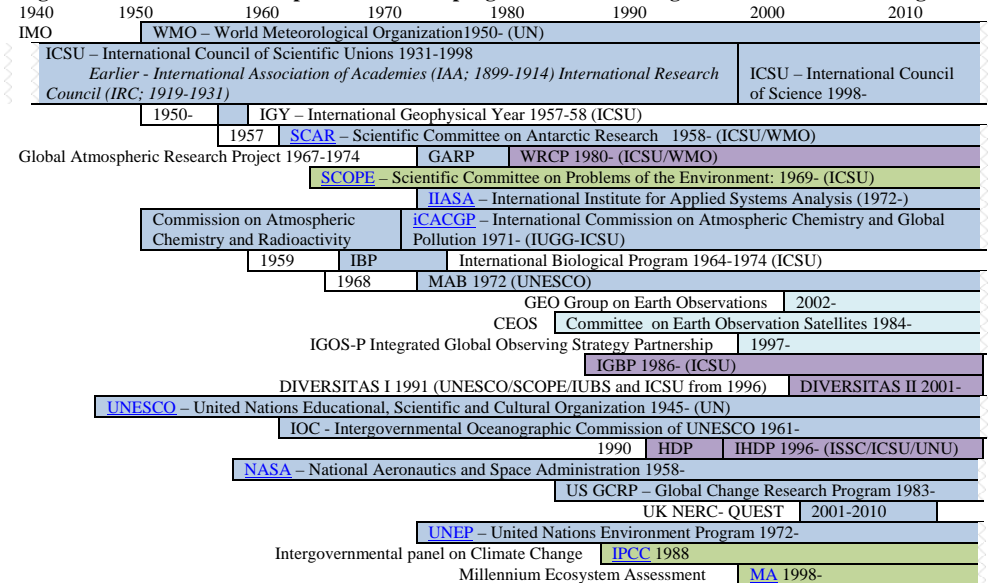 1940 1950 1960 1970 1980 1990 2000 2010
IMO WMO – World Meteorological Organization1950- (UN)
ICSU – International Council of Scientific Unions 1931-1998
Earlier - International Association of Academies (IAA; 1899-1914) International Research
Council (IRC; 1919-1931)
ICSU – International Council
of Science 1998-
1950- IGY – International Geophysical Year 1957-58 (ICSU)
1957 SCAR – Scientific Committee on Antarctic Research 1958- (ICSU/WMO)
Global Atmospheric Research Project 1967-1974 GARP WRCP 1980- (ICSU/WMO)
SCOPE – Scientific Committee on Problems of the Environment: 1969- (ICSU)
IIASA – International Institute for Applied Systems Analysis (1972-)
Commission on Atmospheric
Chemistry and Radioactivity
iCACGP – International Commission on Atmospheric Chemistry and Global
Pollution 1971- (IUGG-ICSU)
1959 IBP International Biological Program 1964-1974 (ICSU)
1968 MAB 1972 (UNESCO)
GEO Group on Earth Observations 2002-
CEOS Committee on Earth Observation Satellites 1984-
IGOS-P Integrated Global Observing Strategy Partnership 1997-
IGBP 1986- (ICSU)
DIVERSITAS I 1991 (UNESCO/SCOPE/IUBS and ICSU from 1996) DIVERSITAS II 2001-
UNESCO – United Nations Educational, Scientific and Cultural Organization 1945- (UN)
IOC - Intergovernmental Oceanographic Commission of UNESCO 1961-
1990 HDP IHDP 1996- (ISSC/ICSU/UNU)
NASA – National Aeronautics and Space Administration 1958-
US GCRP – Global Change Research Program 1983-
UK NERC- QUEST 2001-2010
UNEP – United Nations Environment Program 1972-
Intergovernmental panel on Climate Change IPCC 1988
Millennium Ecosystem Assessment MA 1998-